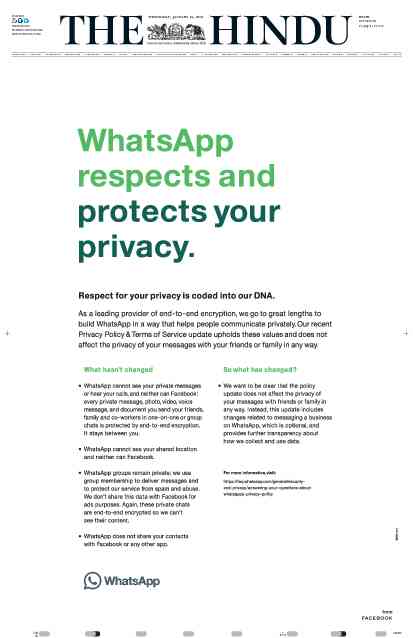 THE HINDU
WhatsApp
respects and
protects your
privacy.
Respect for your privacy is coded into our DNA.
As a leading provider of end-to-end encryption, we go to great lengths to
build WhatsApp in a way that helps people communicate privately. Our recent
Privacy Policy & Terms of Service update upholds these values and does not
affect the privacy of your messages with your friends or family in any way.
What hasn't changed
• WhatsApp cannot see your private messages
or hear your calls, and neither can Facebook:
every private message, photo, video, voice
message, and document you send your friends,
family and co-workers in one-on-one or group
chats is protected by end-to-end encryption.
It stays between you.
• WhatsApp cannot see your shared location
and neither can Facebook.
• WhatsApp groups remain private: we use
group membership to deliver messages and
to protect our service from spam and abuse.
We don't share this data with Facebook for
ads purposes. Again, these private chats
are end-to-end encrypted so we can't
see their content.
• WhatsApp does not share your contacts
with Facebook or any other app.
So what has changed?
• We want to be clear that the policy
update does not affect the privacy of
your messages with friends or family in
any way. Instead, this update includes
changes related to messaging a business
on WhatsApp, which is optional, and
provides further transparency about
how we collect and use data.
For more information, visit:
WhatsApp
from
FACEBOOK